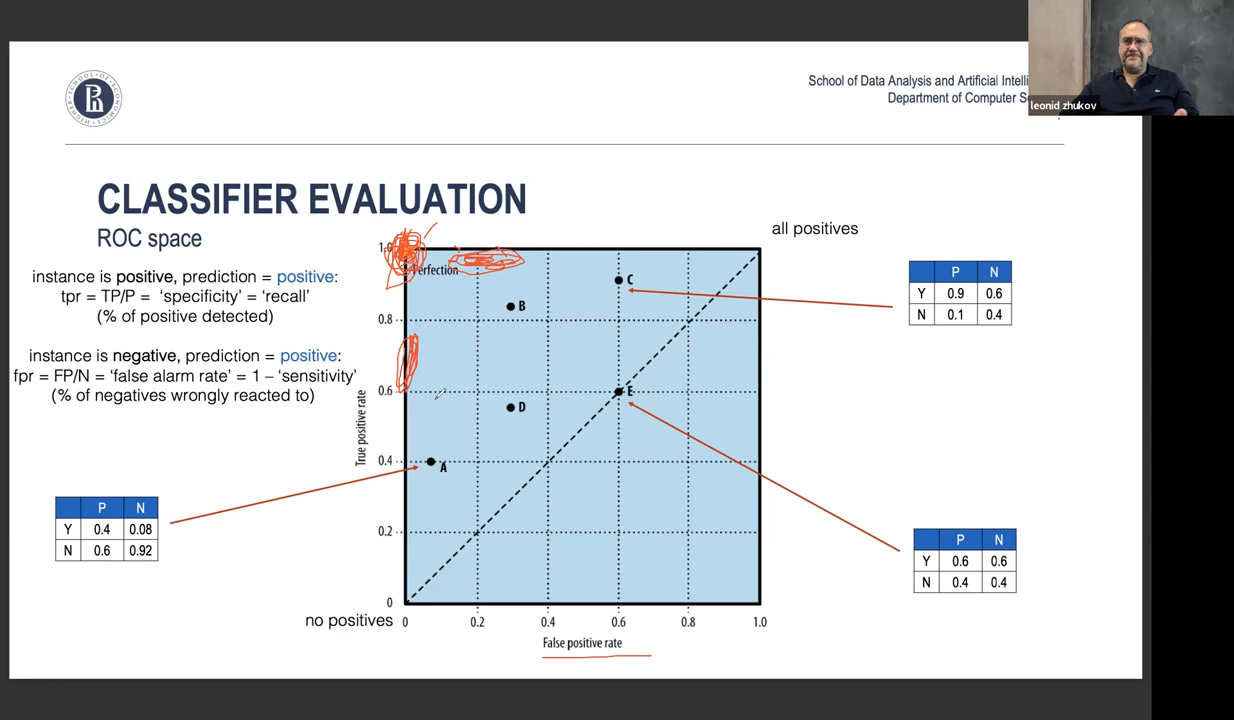 School of Data Analysis and Artificial Intelli
Department of Computer S
leonid zhukov
CLASSIFIER EVALUATION
ROC space
instance is positive, prediction = positive:
tpr = TP/P = 'specificity' = 'recall'
(% of positive detected)
instance is negative, prediction = positive:
fpr = FP/N = 'false alarm rate' = 1 – 'sensitivity'
(% of negatives wrongly reacted to)
all positives
1.0
Perfection
0.8
0.6
0.4
0.2
0
True positive rate
B
C
D
E
A
no positives
0 0.2 0.4 0.6 0.8 1.0
False positive rate
P N
Y 0.9 0.6
N 0.1 0.4
P N
Y 0.4 0.08
N 0.6 0.92
P N
Y 0.6 0.6
N 0.4 0.4